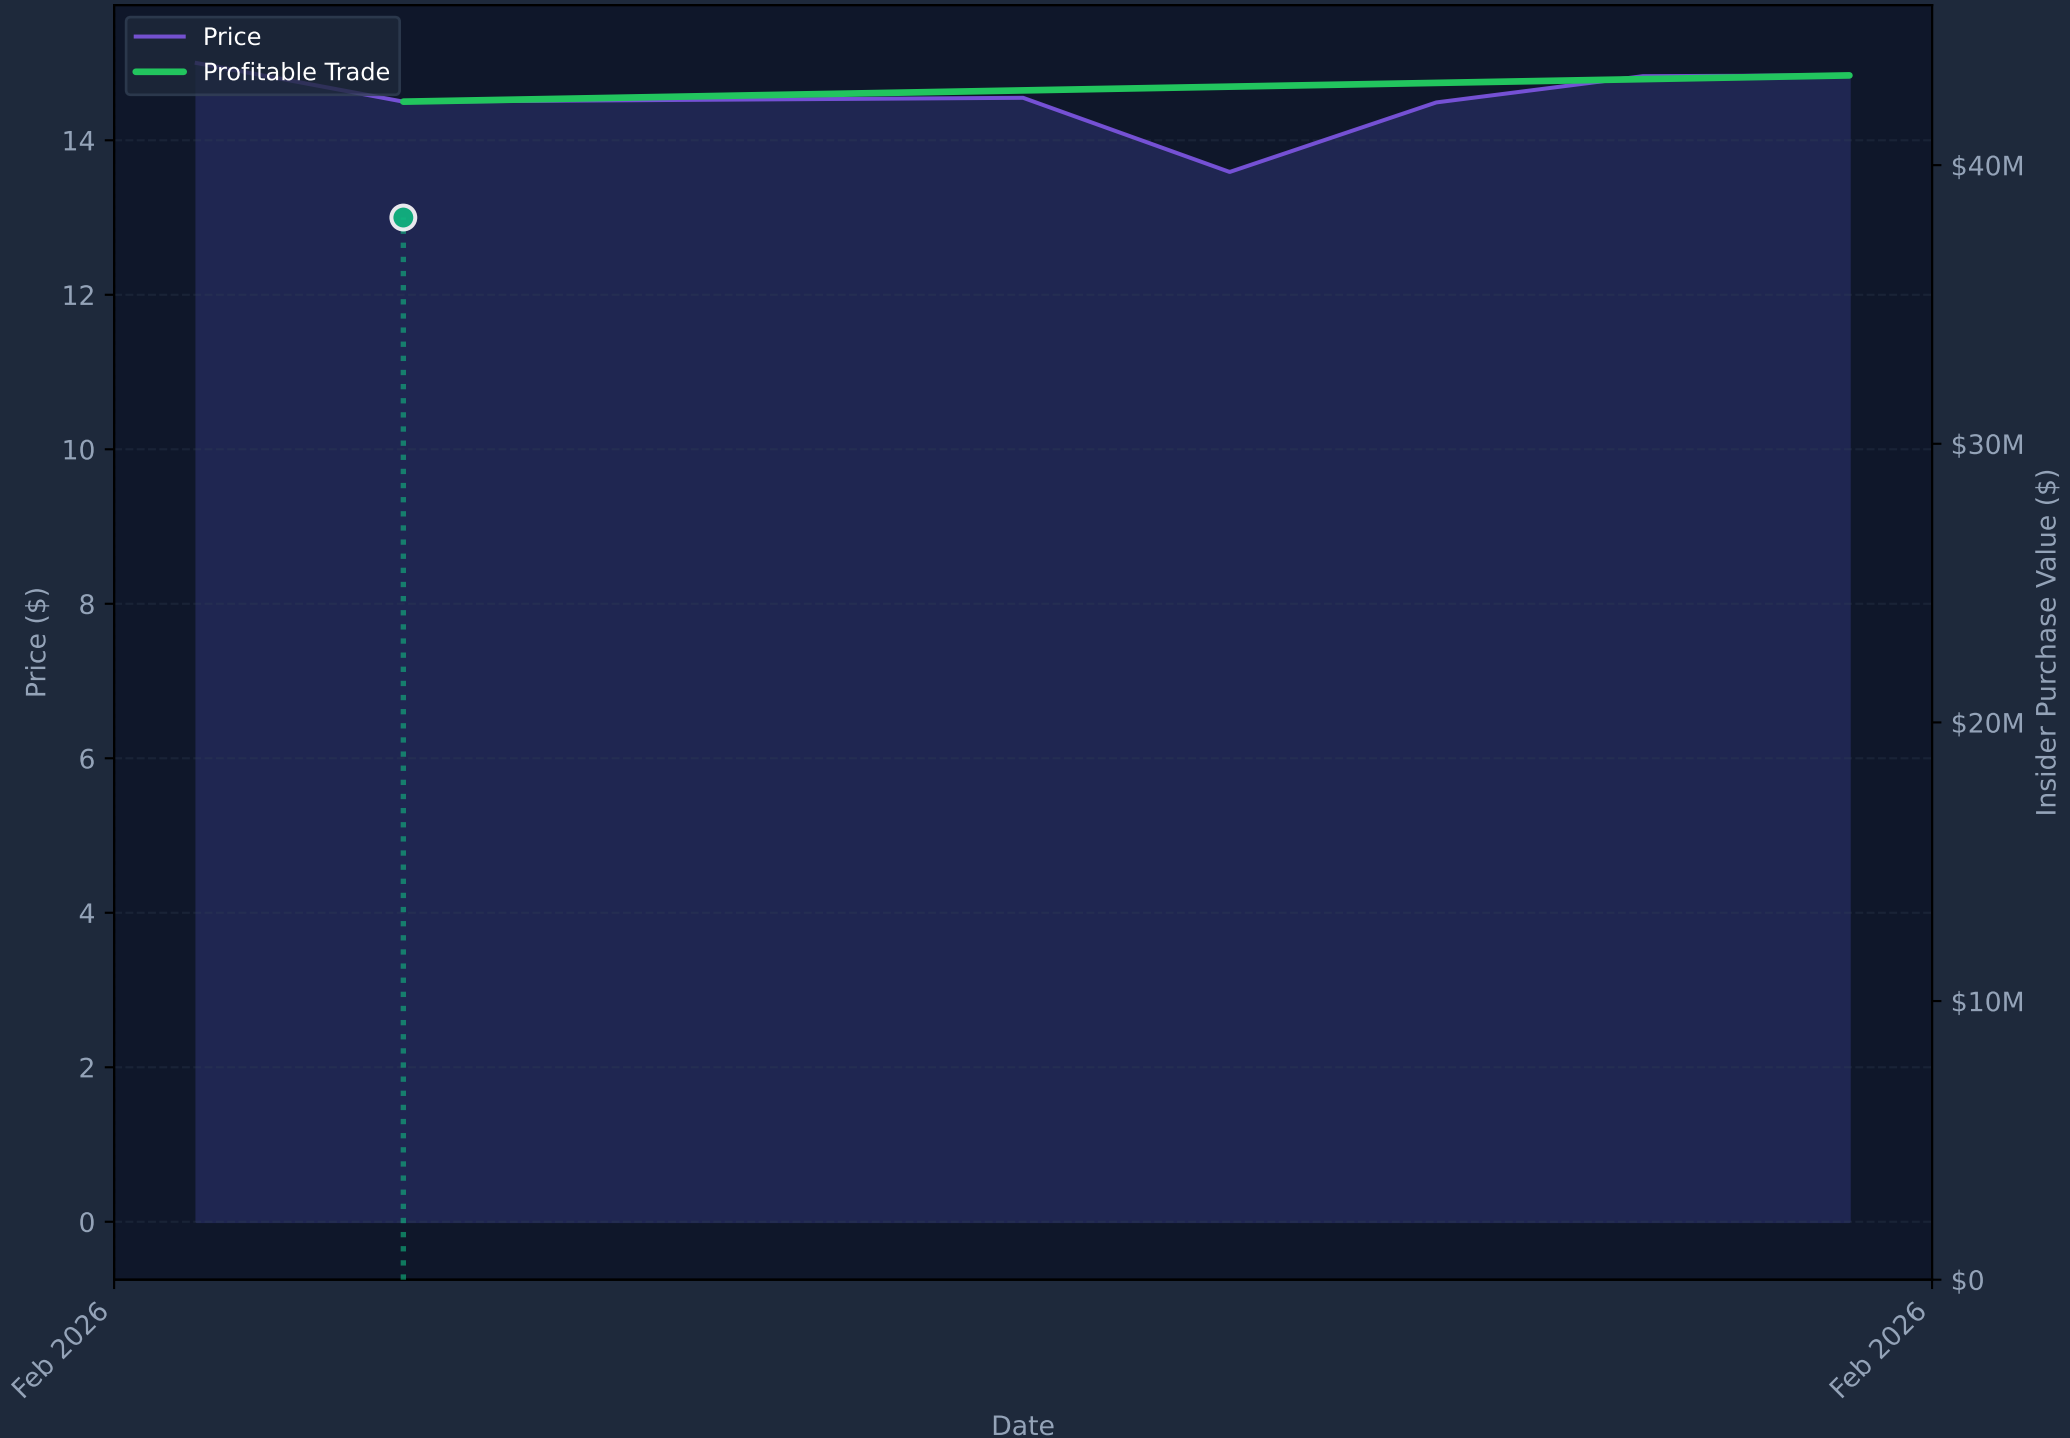 Price
Profitable Trade
14
12
10
8
6
4
2
0
Price ($)
$40M
$30M
$20M
$10M
$0
Insider Purchase Value ($)
Feb 2026
Feb 2026
Date